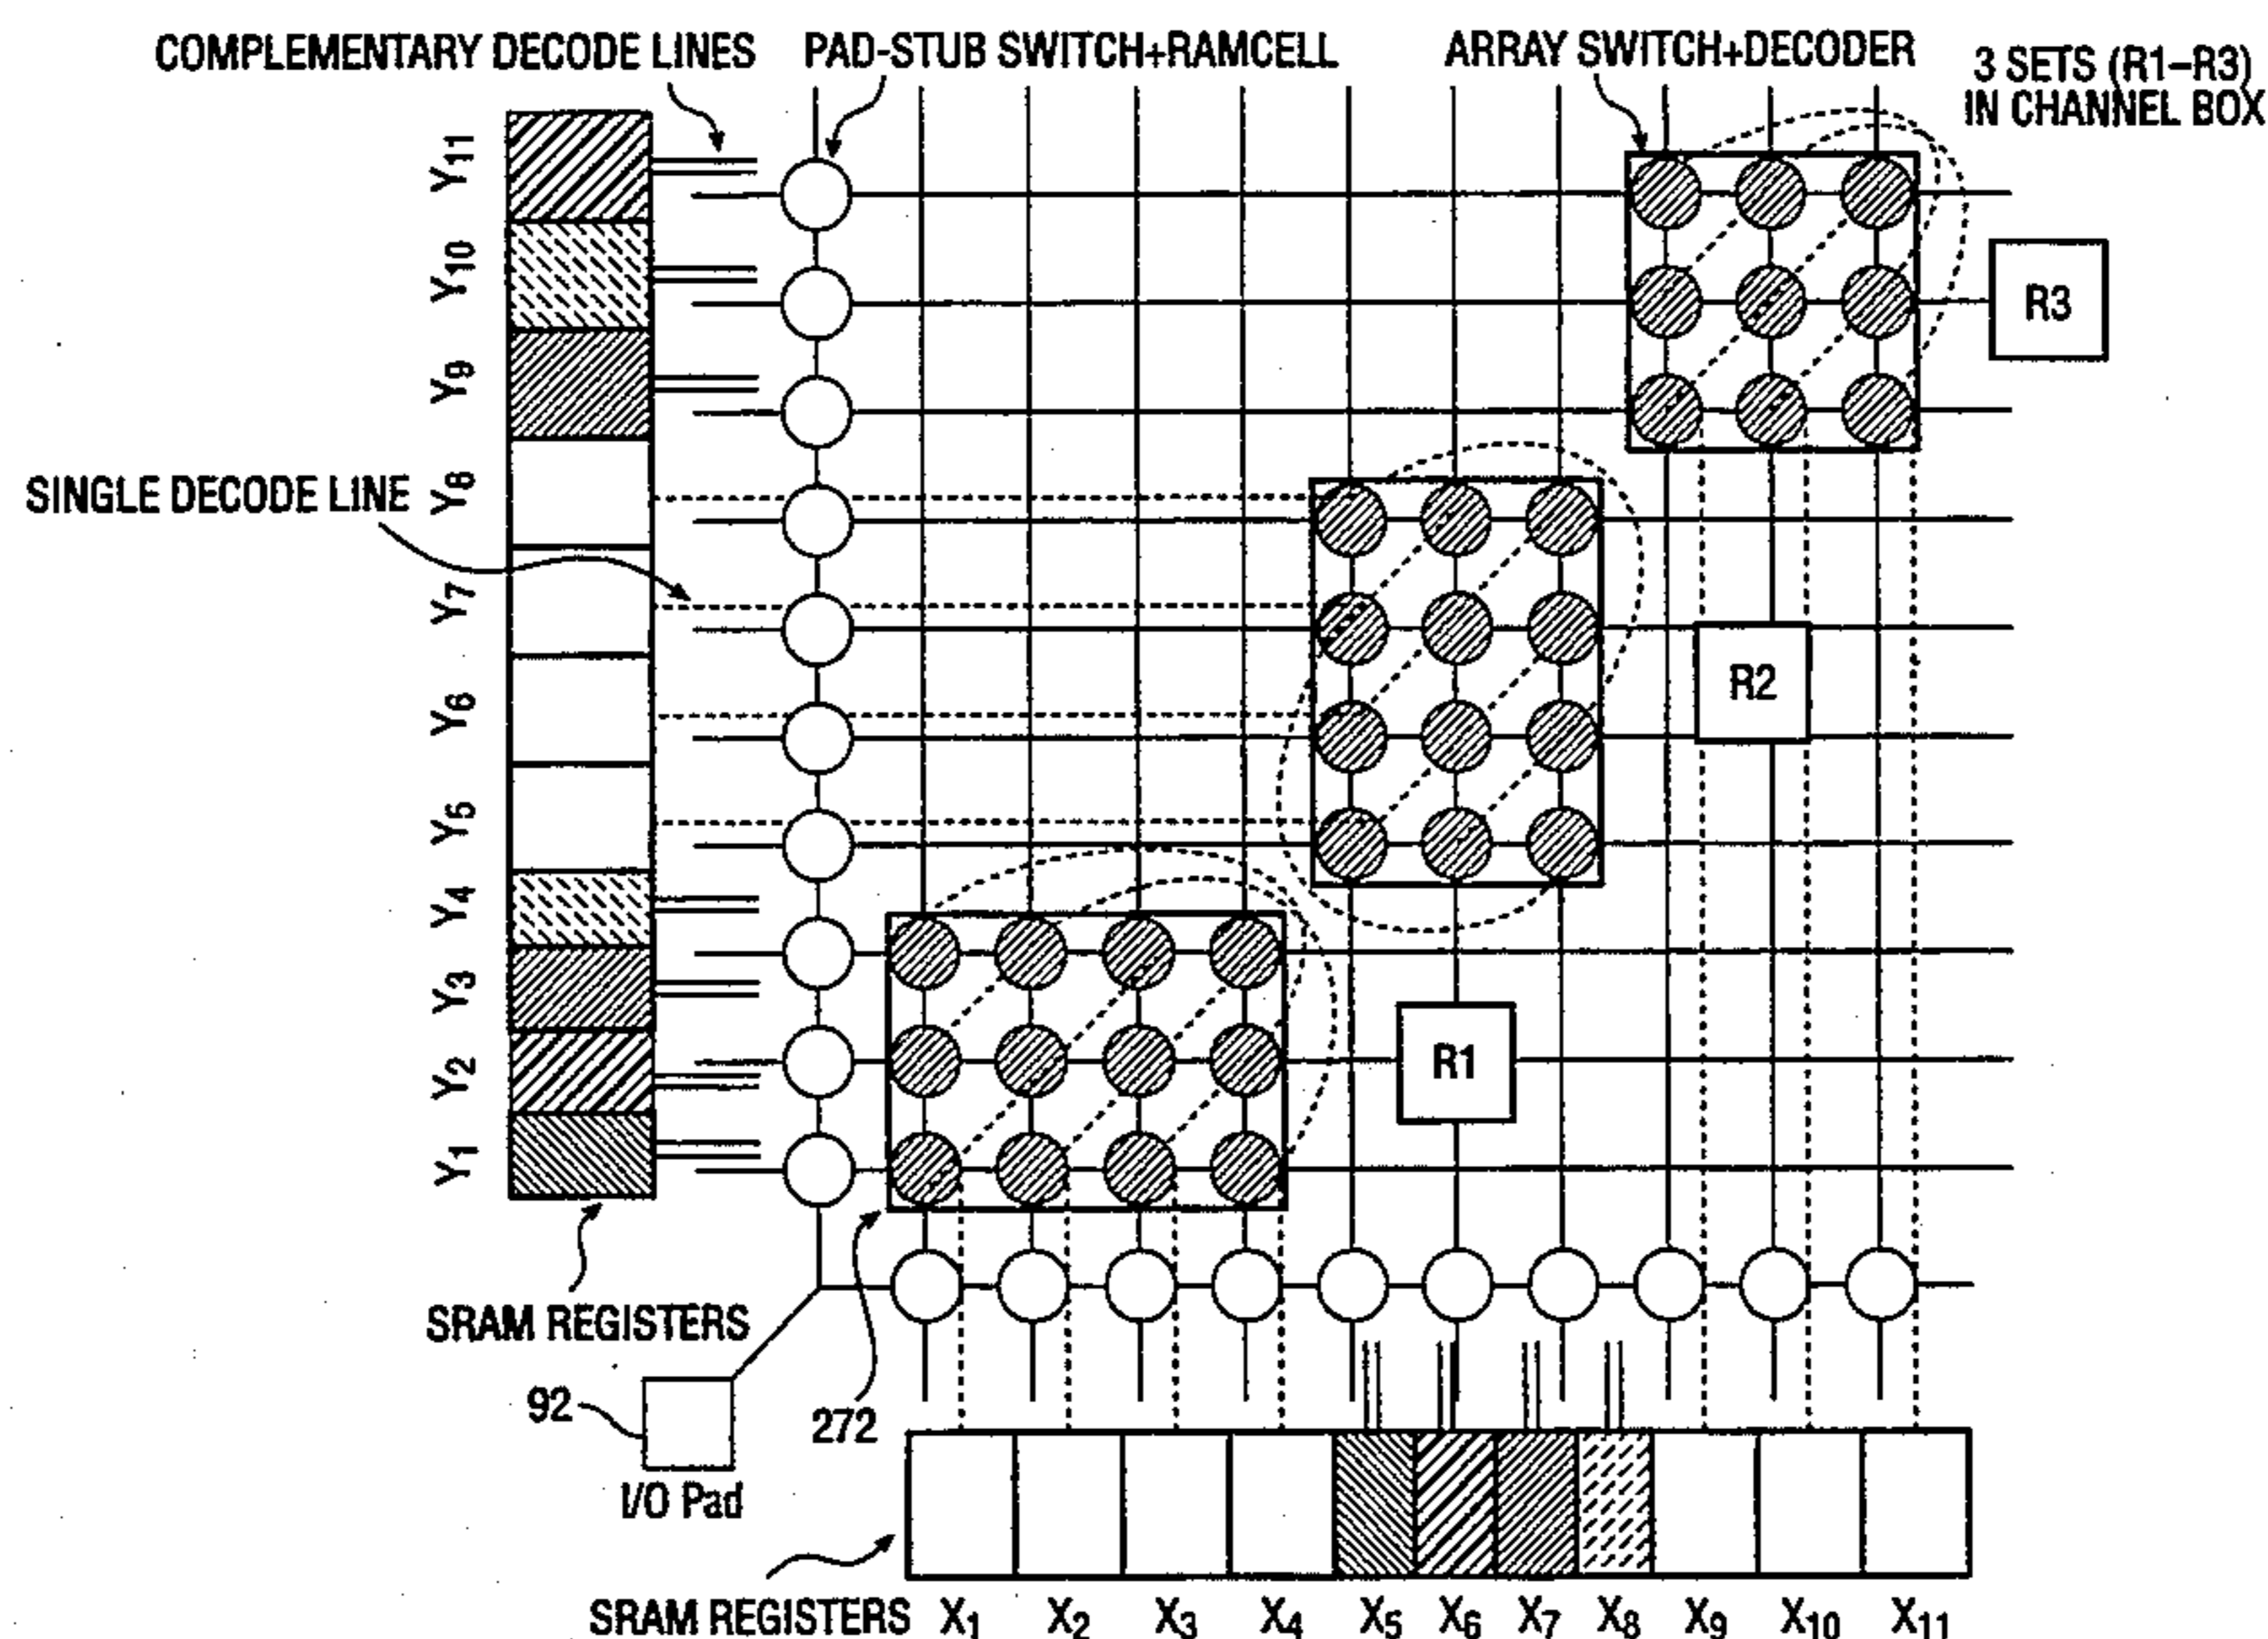 COMPLEMENTARY DECODE LINES
PAD-STUB SWITCH+RAMCELL
ARRAY SWITCH+DECODER
3 SETS (R1-R3)
IN CHANNEL BOX
Y11
Y10
Y9
Y8
Y7
Y6
Y5
Y4
Y3
Y2
Y1
SINGLE DECODE LINE
R3
R2
R1
SRAM REGISTERS
92
I/O Pad
272
SRAM REGISTERS
X1 X2 X3 X4 X5 X6 X7 X8 X9 X10 X11